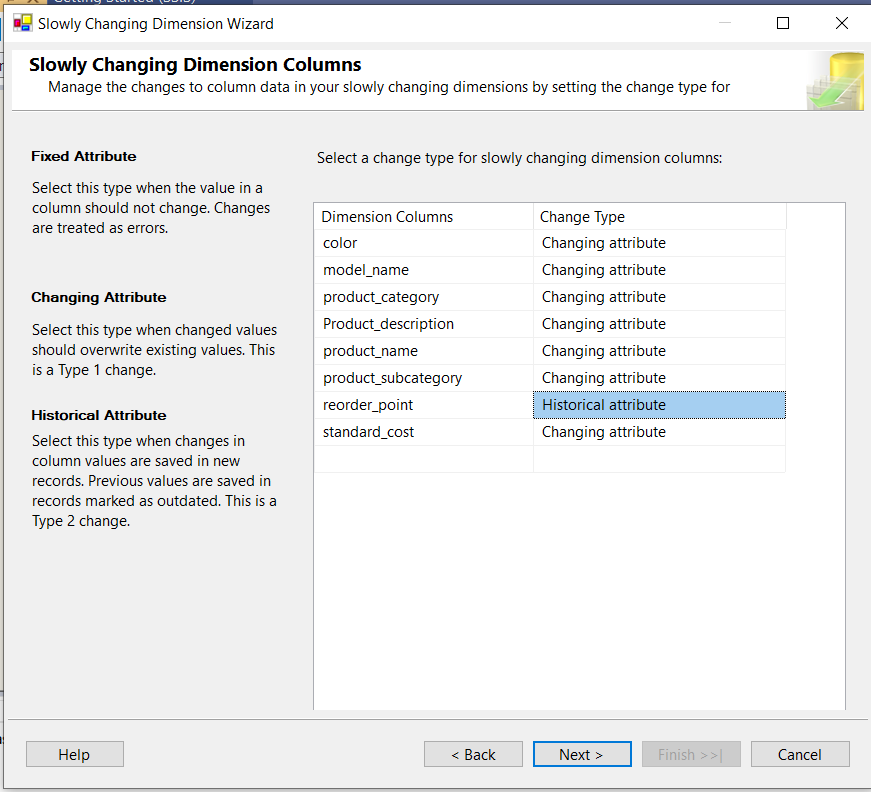 Getting Started (SSIS)
Slowly Changing Dimension Wizard
Slowly Changing Dimension Columns
Manage the changes to column data in your slowly changing dimensions by setting the change type for
Fixed Attribute
Select this type when the value in a
column should not change. Changes
are treated as errors.
Changing Attribute
Select this type when changed values
should overwrite existing values. This
is a Type 1 change.
Historical Attribute
Select this type when changes in
column values are saved in new
records. Previous values are saved in
records marked as outdated. This is a
Type 2 change.
Select a change type for slowly changing dimension columns:
Dimension Columns Change Type
color Changing attribute
model_name Changing attribute
product_category Changing attribute
Product_description Changing attribute
product_name Changing attribute
product_subcategory Changing attribute
reorder_point Historical attribute
standard_cost Changing attribute
Help < Back Next > Finish >>| Cancel